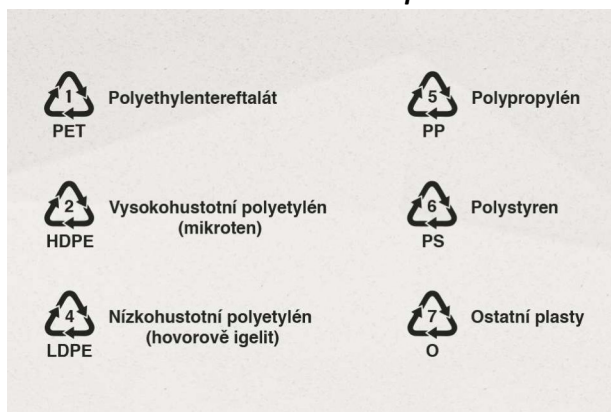 1
PET
Polyethylentereftalát
2
HDPE
Vysokohustotní polyetylén
(mikroten)
4
LDPE
Nízkohustotní polyetylén
(hovorově igelit)
5
PP
Polypropylén
6
PS
Polystyren
7
O
Ostatní plasty